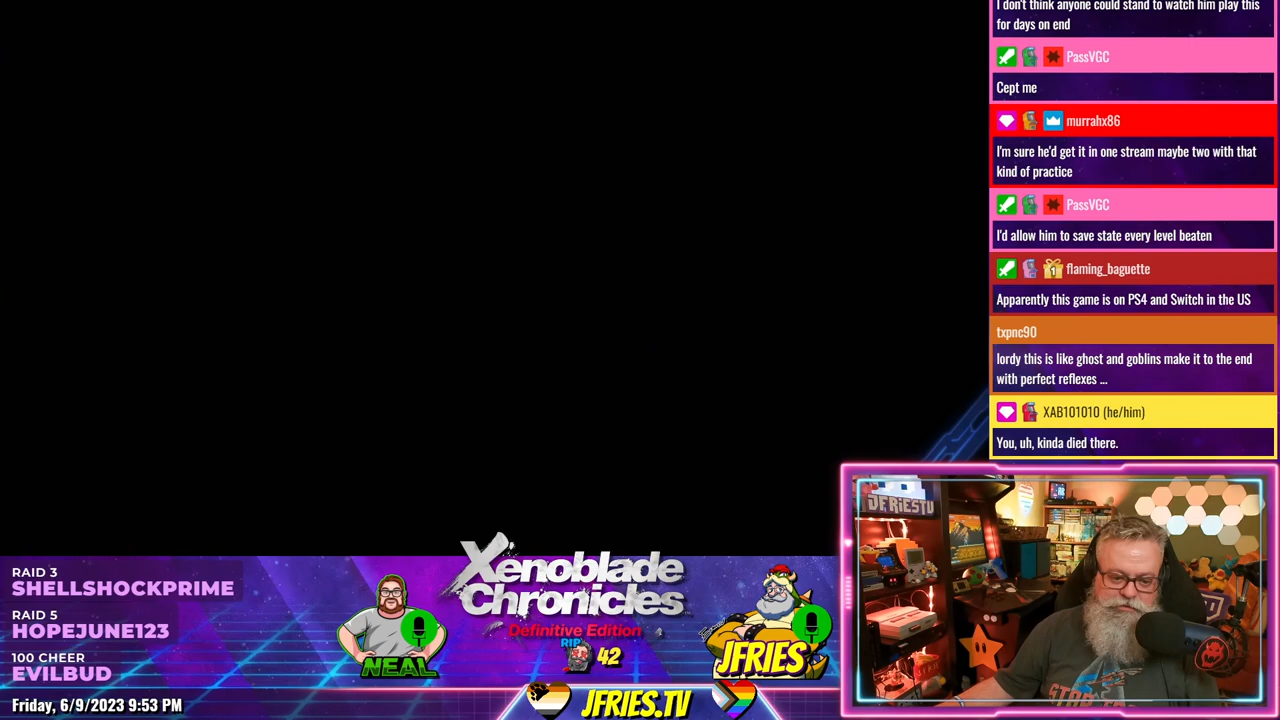 I don't think anyone could stand to watch him play this
for days on end
PassVGC
Cept me
murrahx86
I'm sure he'd get it in one stream maybe two with that
kind of practice
PassVGC
I'd allow him to save state every level beaten
1
flaming_baguette
Apparently this game is on PS4 and Switch in the US
txpnc90
lordy this is like ghost and goblins make it to the end
with perfect reflexes ...
XAB101010 (he/him)
You, uh, kinda died there.
JFRIESTV
RAID 3
SHELLSHOCKPRIME
RAID 5
HOPEJUNE123
100 CHEER
EVILBUD
Friday, 6/9/2023 9:53 PM
NEAL
Xenoblade
Chronicles
Definitive Edition
RIP
42
JFRIES
JFRIES.TV